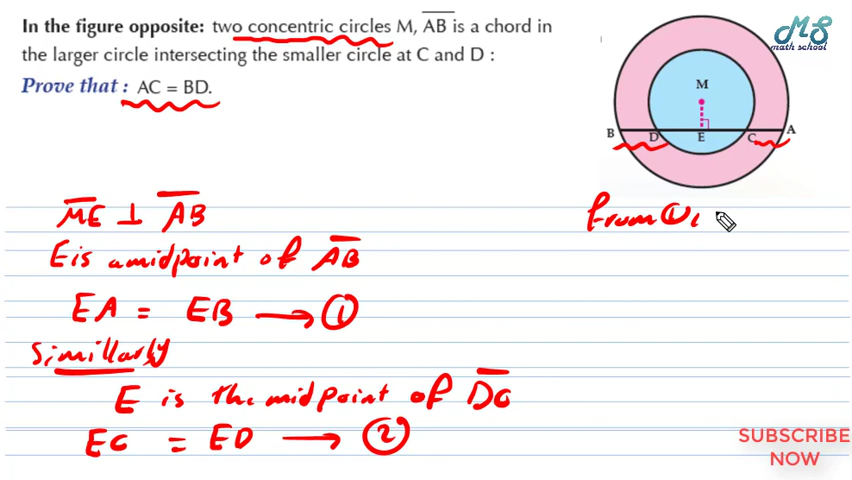 In the figure opposite: two concentric circles M, AB is a chord in
the larger circle intersecting the smaller circle at C and D :
Prove that : AC = BD.
MS
math school
M
B
D
E
C
A
ME ⊥ AB
E is a midpoint of AB
EA = EB → ①
Simillarly
E is the midpoint of DC
EC = ED → ②
from ①,
SUBSCRIBE
NOW